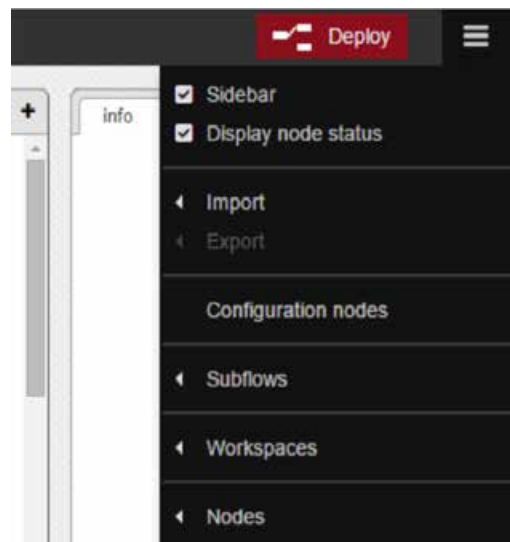 Deploy
info
Sidebar
Display node status
Import
Export
Configuration nodes
Subflows
Workspaces
Nodes